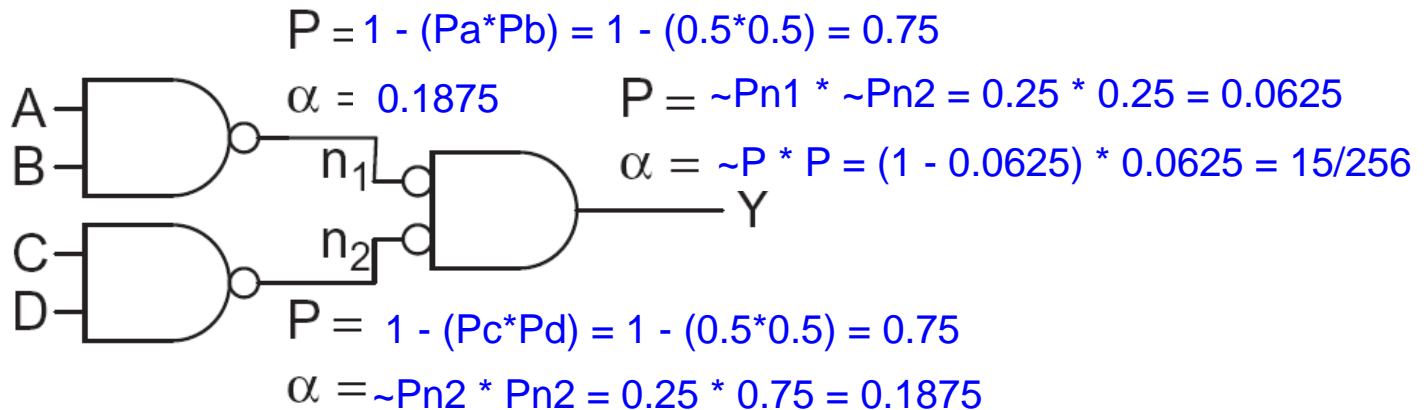 P = 1 - (Pa*Pb) = 1 - (0.5*0.5) = 0.75
α = 0.1875
P = ~Pn1 * ~Pn2 = 0.25 * 0.25 = 0.0625
α = ~P * P = (1 - 0.0625) * 0.0625 = 15/256
A
B
n1
Y
C
D
n2
P = 1 - (Pc*Pd) = 1 - (0.5*0.5) = 0.75
α = ~Pn2 * Pn2 = 0.25 * 0.75 = 0.1875